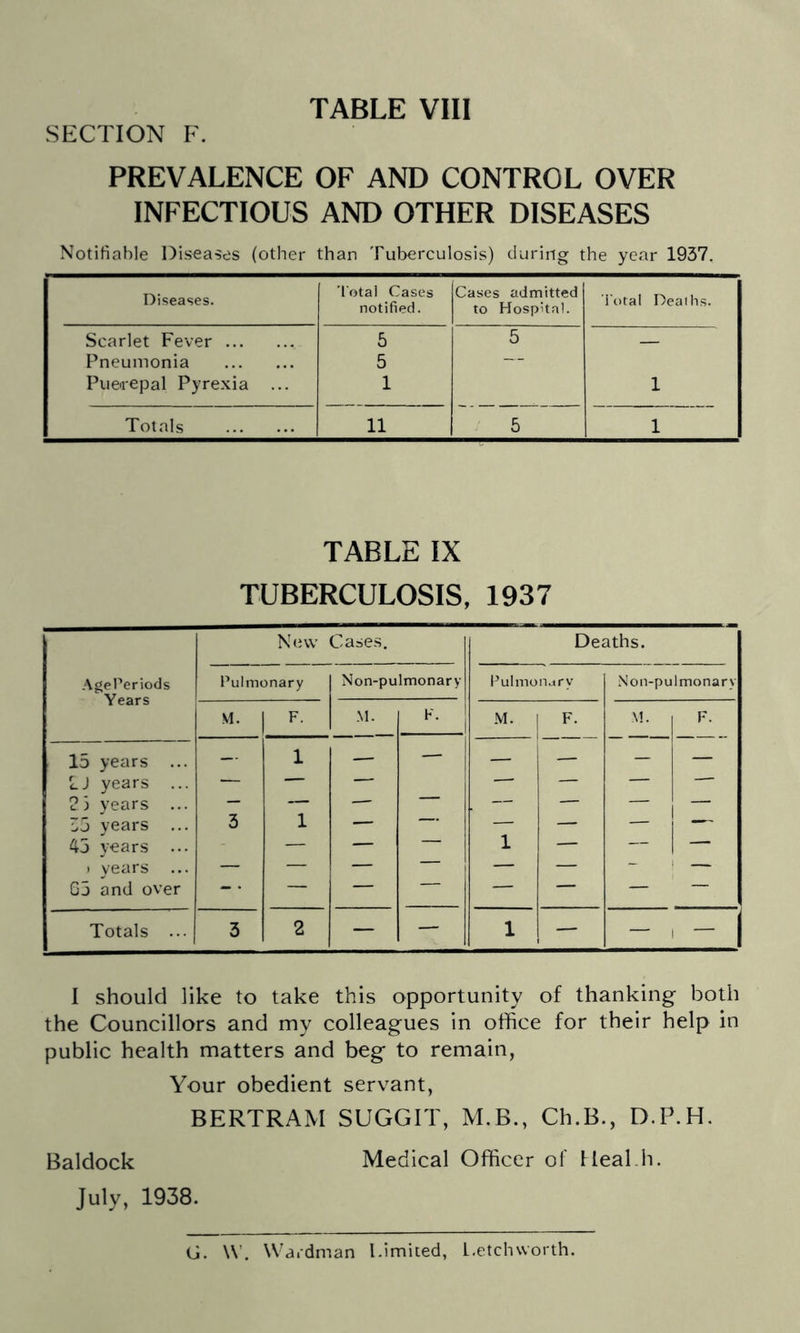 TABLE VIII
SECTION F.
PREVALENCE OF AND CONTROL OVER
INFECTIOUS AND OTHER DISEASES
Notifiable Diseases (other than Tuberculosis) during the year 1937.
Diseases. Total Cases notified. Cases admitted to Hospital. Total Deaths.
Scarlet Fever ... ... 5 5 —
Pneumonia ... ... 5 —
Puerepal Pyrexia ... 1 1
Totals ... ... 11 5 1
TABLE IX
TUBERCULOSIS, 1937
New Cases. Deaths.
AgePeriods Years Pulmonary Non-pulmonary Pulmonary Non-pulmonary
M. F. M. F. M. F. M. F.
15 years ... — 1 — — — — — —
years ... — — — — — — —
25 years ... — — — — — — — —
35 years ... 3 1 — — — — — —
45 years ... — — — 1 — — —
years ... — — — — — — — —
65 and over — — — — — — — —
Totals ... 3 2 — — 1 — — —
I should like to take this opportunity of thanking both
the Councillors and my colleagues in office for their help in
public health matters and beg to remain,
Your obedient servant,
BERTRAM SUGGIT, M.B., Ch.B., D.P.H.
Baldock Medical Officer of Heal.h.
July, 1938.
G. W. Wardman Limited, Letchworth.